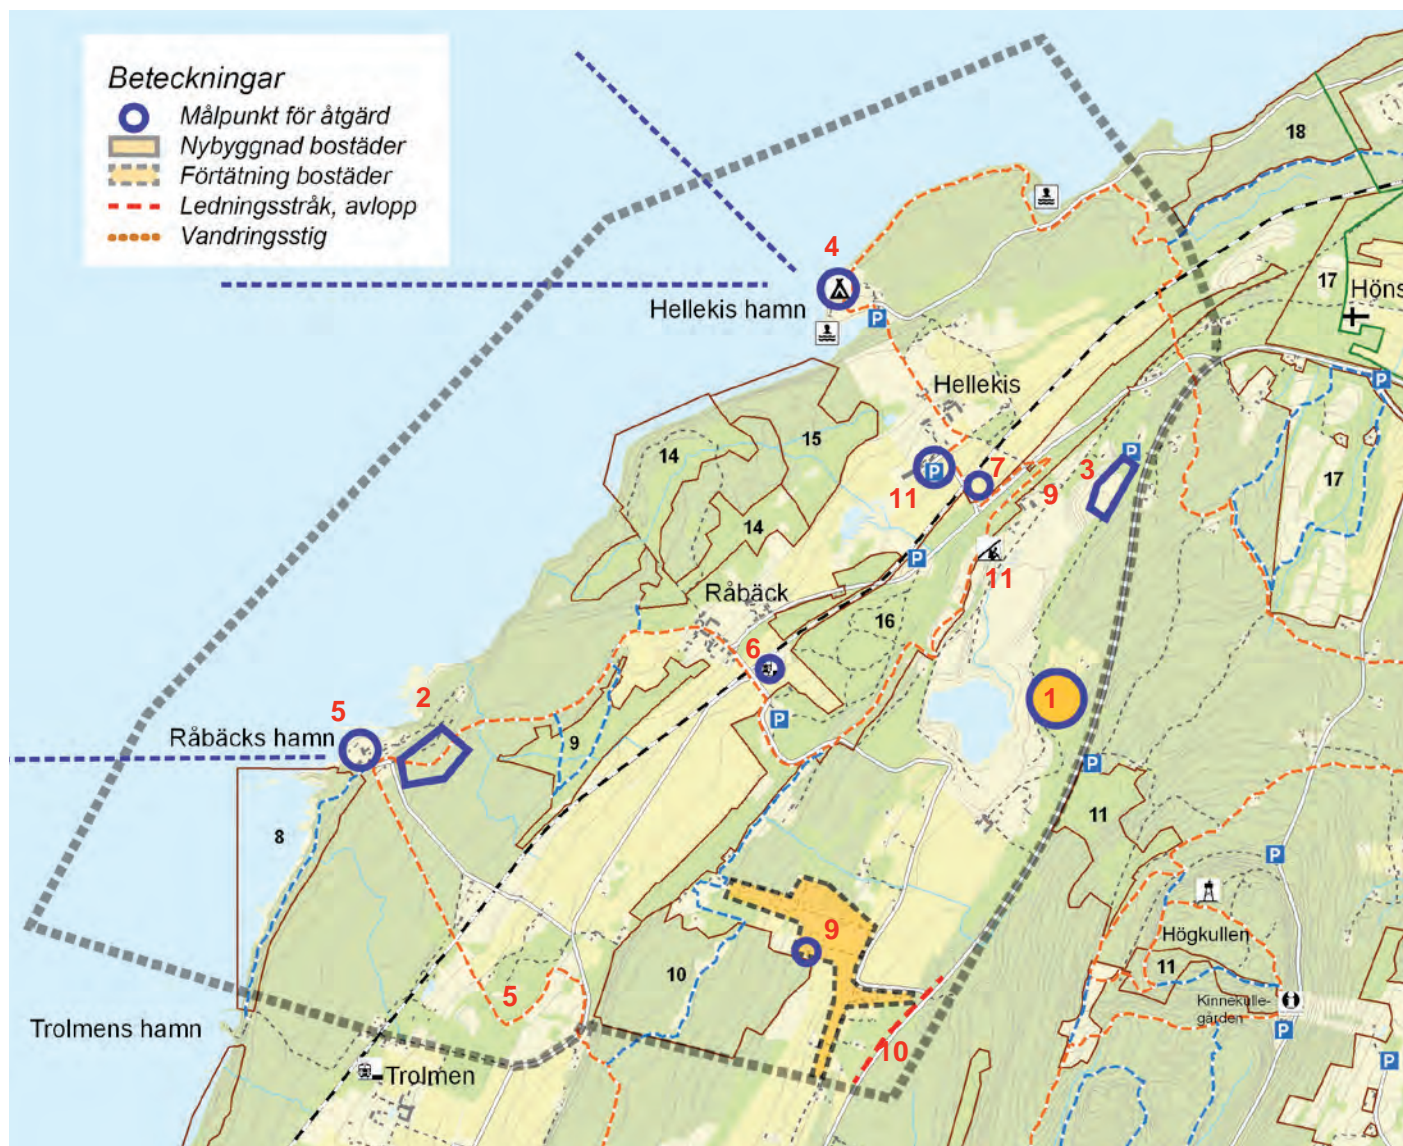 Beteckningar
Målpunkt för åtgärd
Nybyggnad bostäder
Förtätning bostäder
Ledningsstråk, avlopp
Vandringsstig
18
4
17
Höns
Hellekis hamn
P
P
Hellekis
15
14
P
17
7
3
P
11
9
14
P
11
Råbäck
16
6
1
2
5
P
Råbäcks hamn
9
P
8
11
P
9
Högkullen
10
11
5
Kinnekulle-
gården
P
Trolmens hamn
10
P
Trolmen